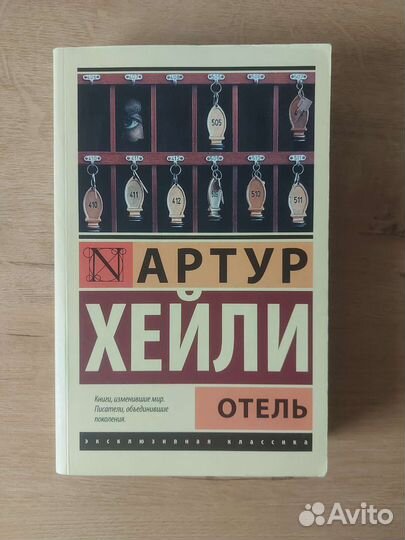 505
410
411
412
510
511
N
АРТУР
ХЕЙЛИ
Книги, изменившие мир.
Писатели, объединившие
поколения.
ОТЕЛЬ
эксклюзивная классика
Avito